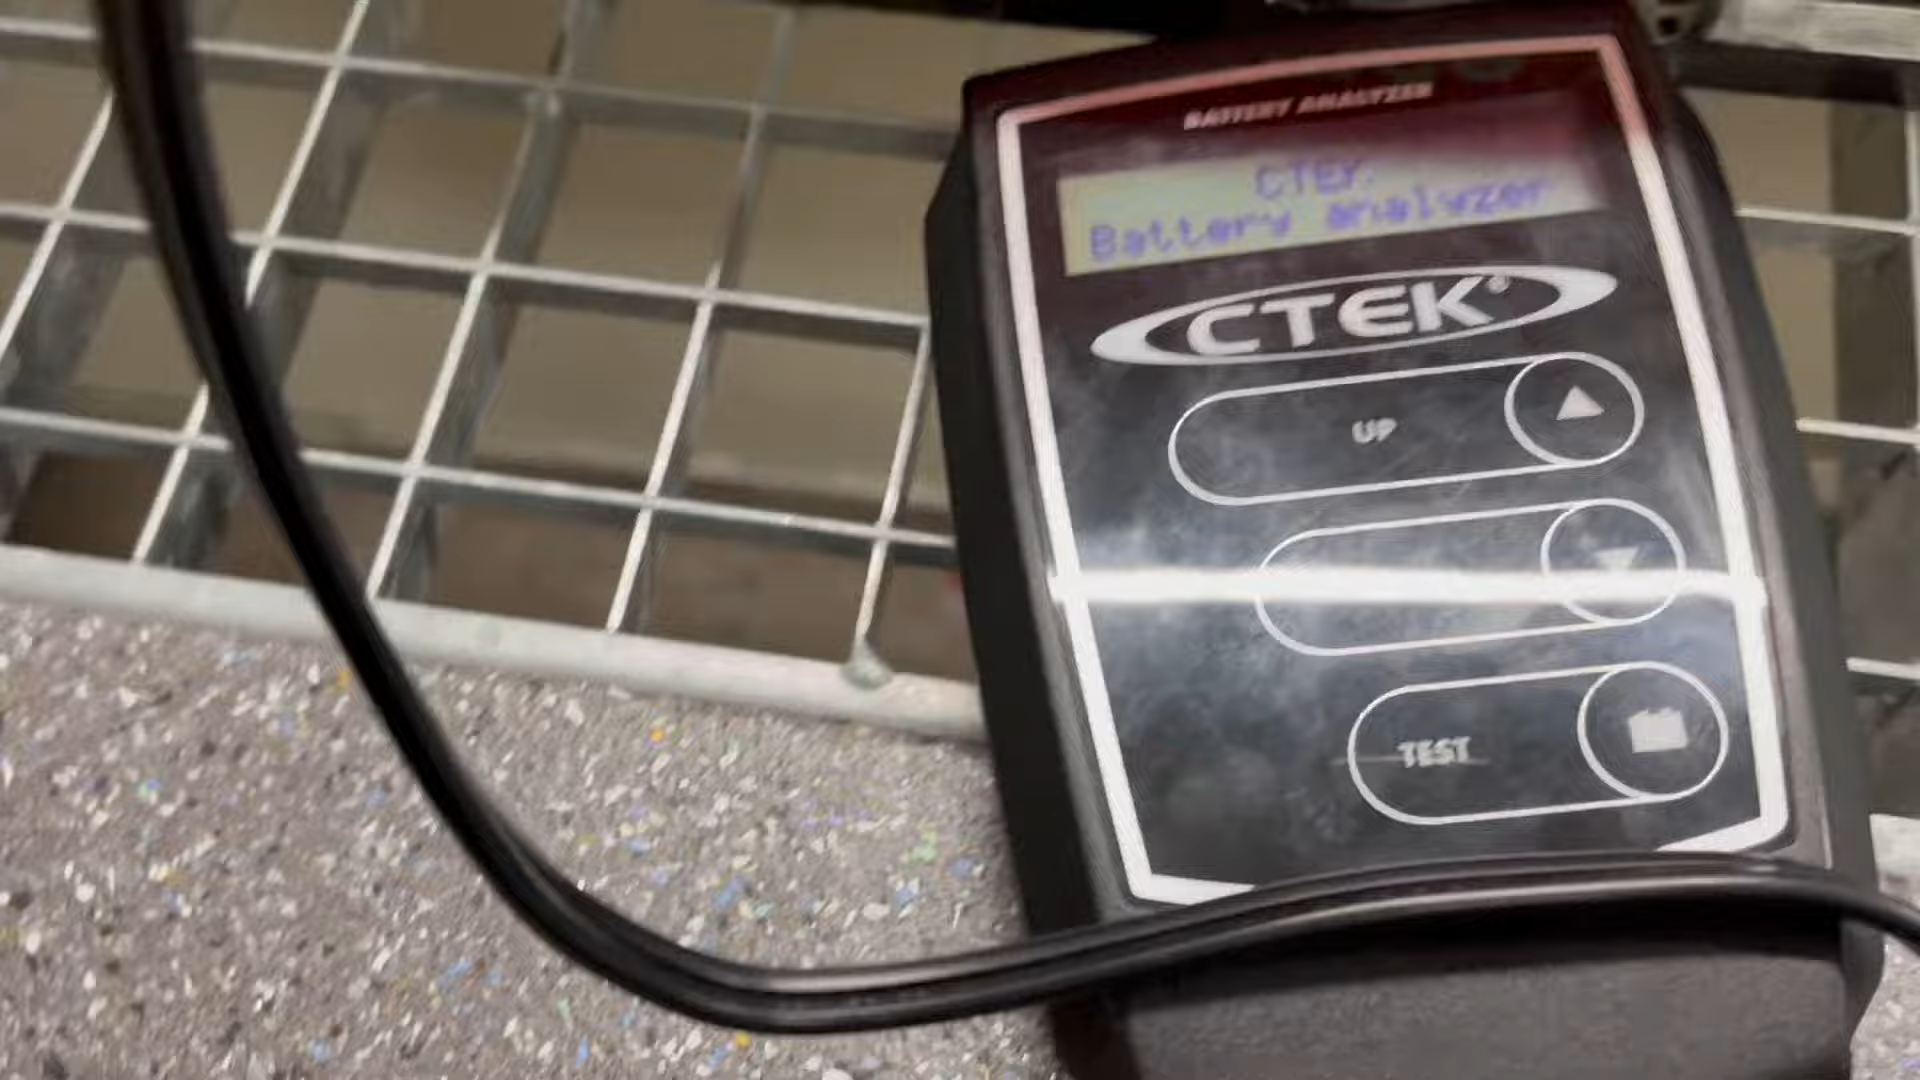 BATTERY ANALYZER
CTEK
Battery analyzer
CTEK®
UP
TEST